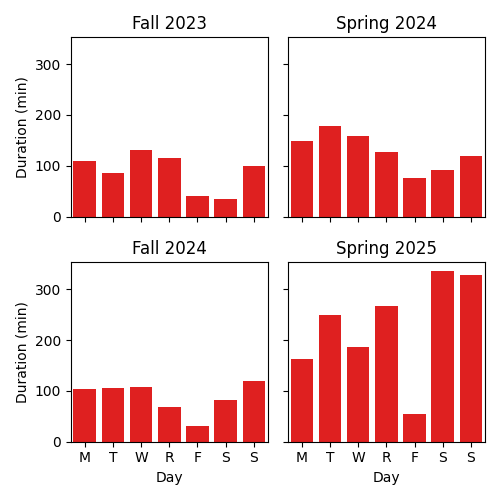 Fall 2023
Spring 2024
Duration (min)
300
200
100
0
Fall 2024
Spring 2025
Duration (min)
300
200
100
0
M T W R F S S
M T W R F S S
Day
Day